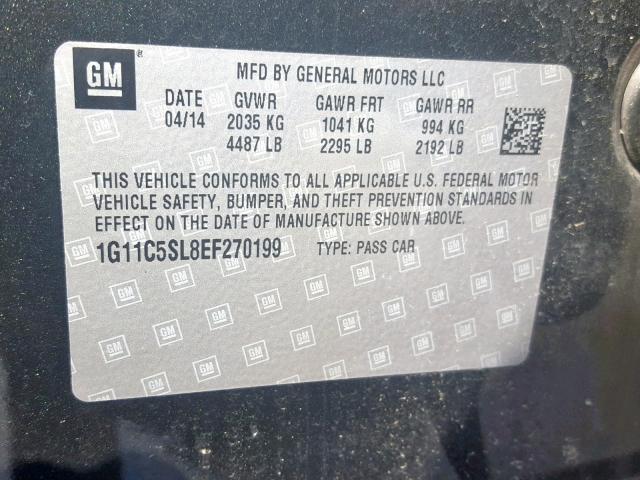 GM ®
MFD BY GENERAL MOTORS LLC
DATE GVWR GAWR FRT GAWR RR
04/14 2035 KG 1041 KG 994 KG
4487 LB 2295 LB 2192 LB
THIS VEHICLE CONFORMS TO ALL APPLICABLE U.S. FEDERAL MOTOR
VEHICLE SAFETY, BUMPER, AND THEFT PREVENTION STANDARDS IN
EFFECT ON THE DATE OF MANUFACTURE SHOWN ABOVE.
1G11C5SL8EF270199 TYPE: PASS CAR